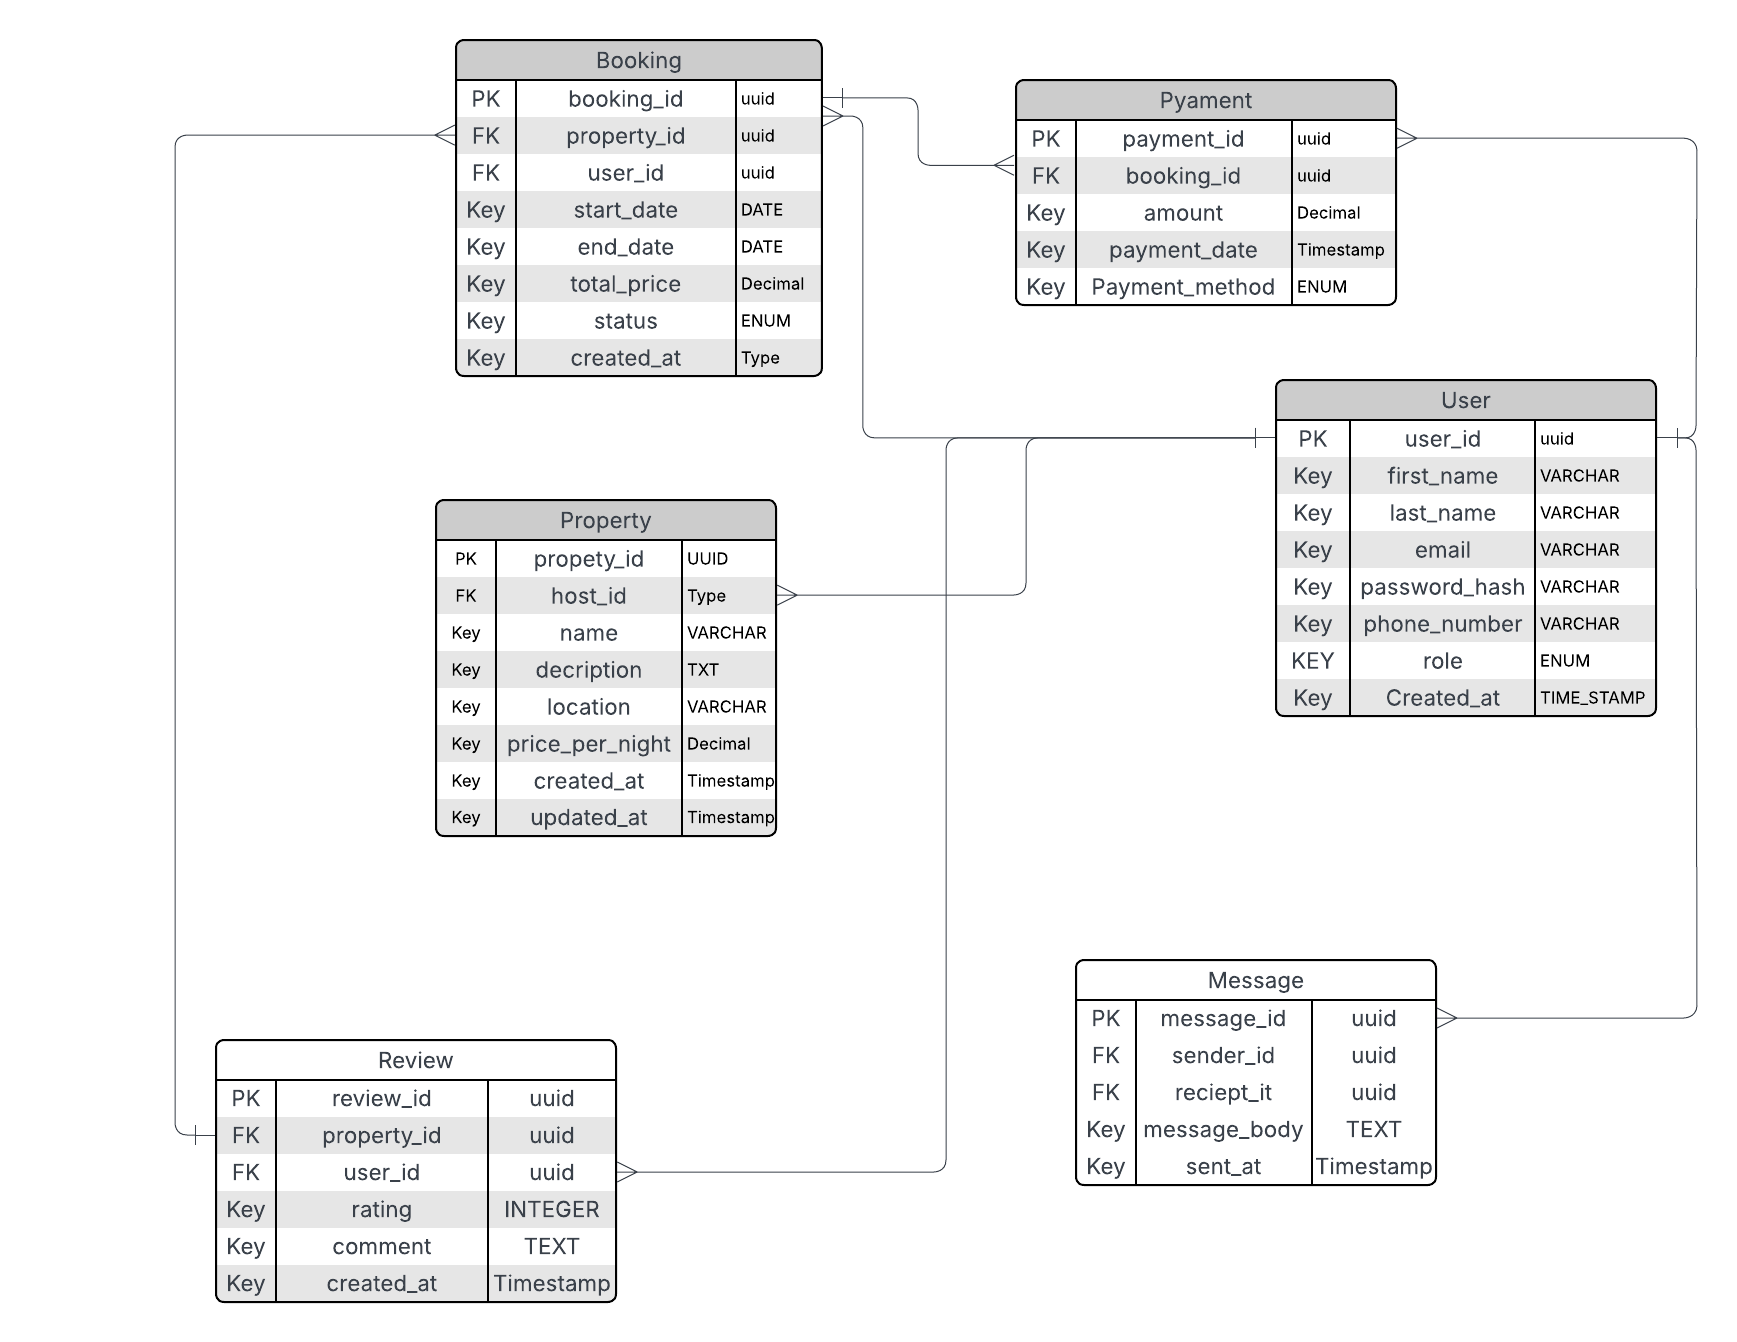 Booking
PK booking_id uuid
FK property_id uuid
FK user_id uuid
Key start_date DATE
Key end_date DATE
Key total_price Decimal
Key status ENUM
Key created_at Type
Pyament
PK payment_id uuid
FK booking_id uuid
Key amount Decimal
Key payment_date Timestamp
Key Payment_method ENUM
User
PK user_id uuid
Key first_name VARCHAR
Key last_name VARCHAR
Key email VARCHAR
Key password_hash VARCHAR
Key phone_number VARCHAR
KEY role ENUM
Key Created_at TIME_STAMP
Property
PK propety_id UUID
FK host_id Type
Key name VARCHAR
Key decription TXT
Key location VARCHAR
Key price_per_night Decimal
Key created_at Timestamp
Key updated_at Timestamp
Message
PK message_id uuid
FK sender_id uuid
FK reciept_it uuid
Key message_body TEXT
Key sent_at Timestamp
Review
PK review_id uuid
FK property_id uuid
FK user_id uuid
Key rating INTEGER
Key comment TEXT
Key created_at Timestamp